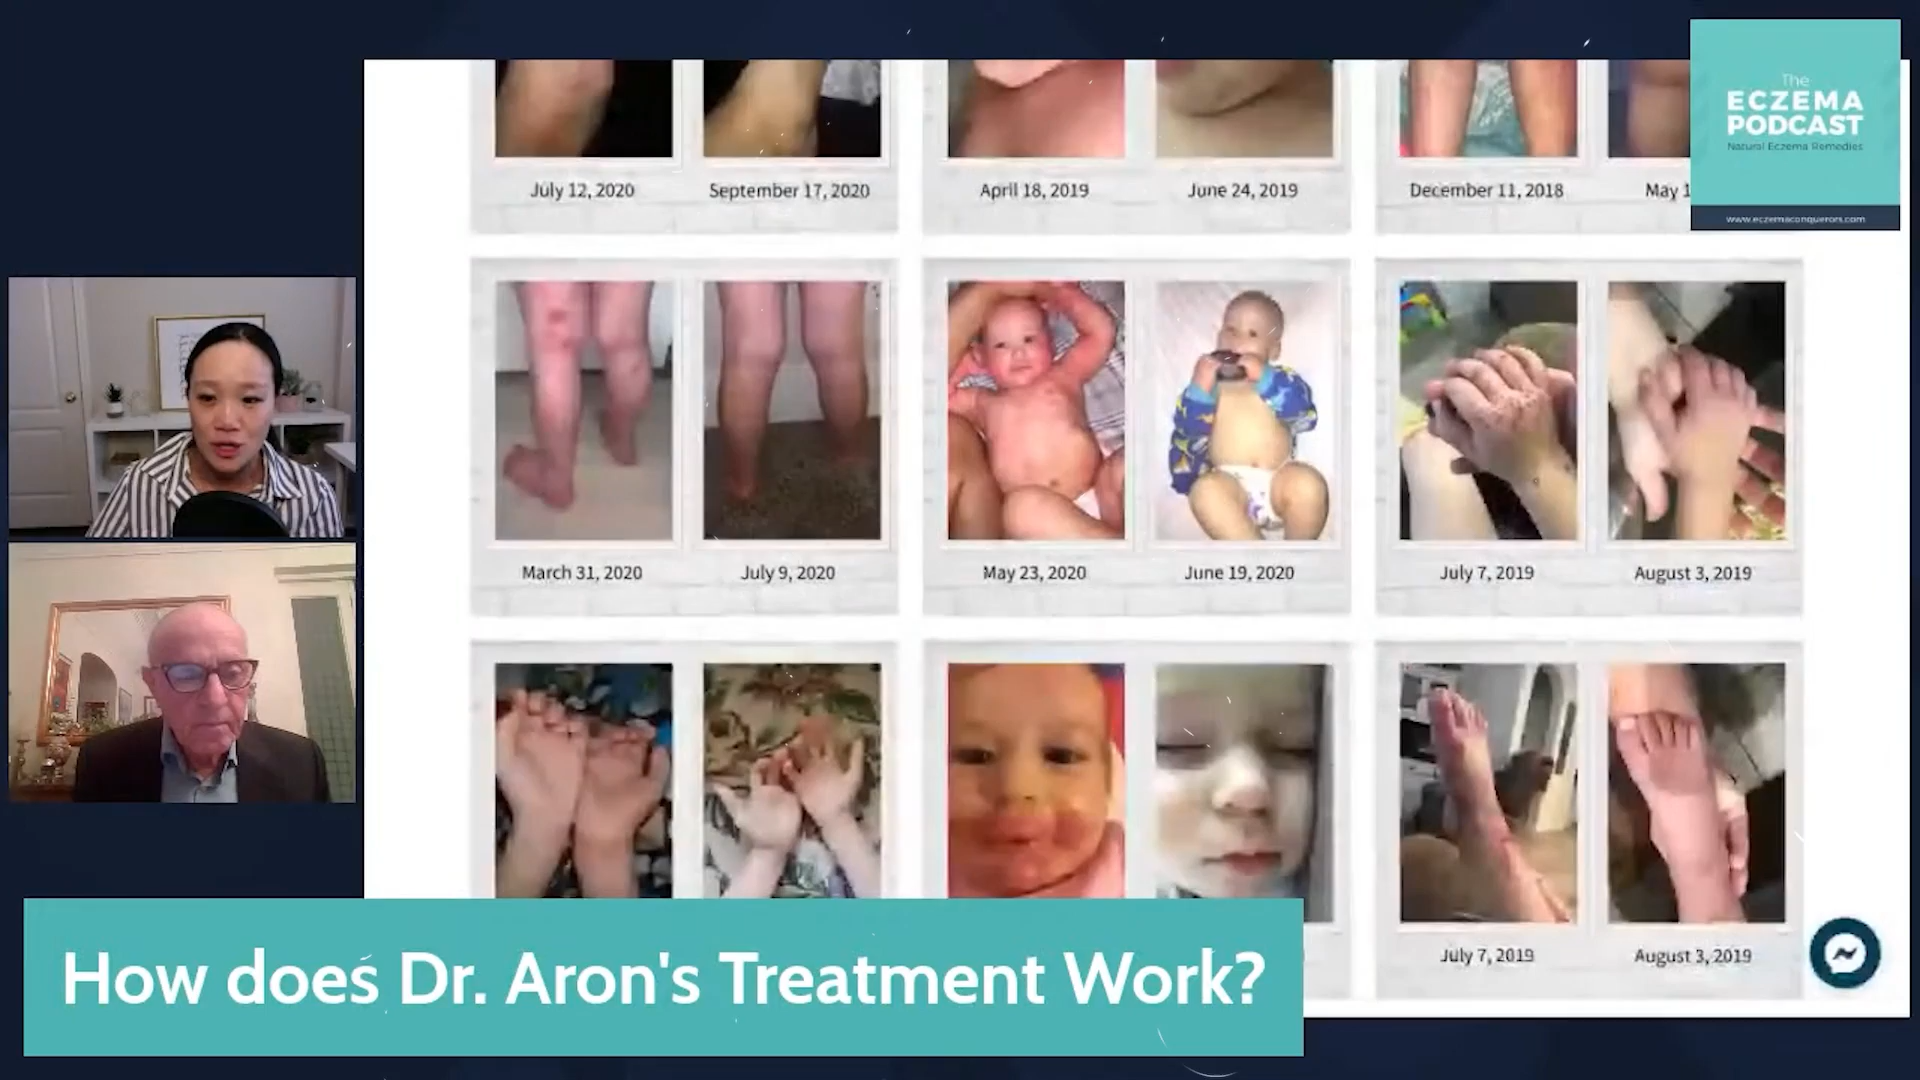 The
ECZEMA
PODCAST
Natural Eczema Remedies
www.eczemaconquerors.com
July 12, 2020
September 17, 2020
April 18, 2019
June 24, 2019
December 11, 2018
May 1
March 31, 2020
July 9, 2020
May 23, 2020
June 19, 2020
July 7, 2019
August 3, 2019
July 7, 2019
August 3, 2019
How does Dr. Aron's Treatment Work?